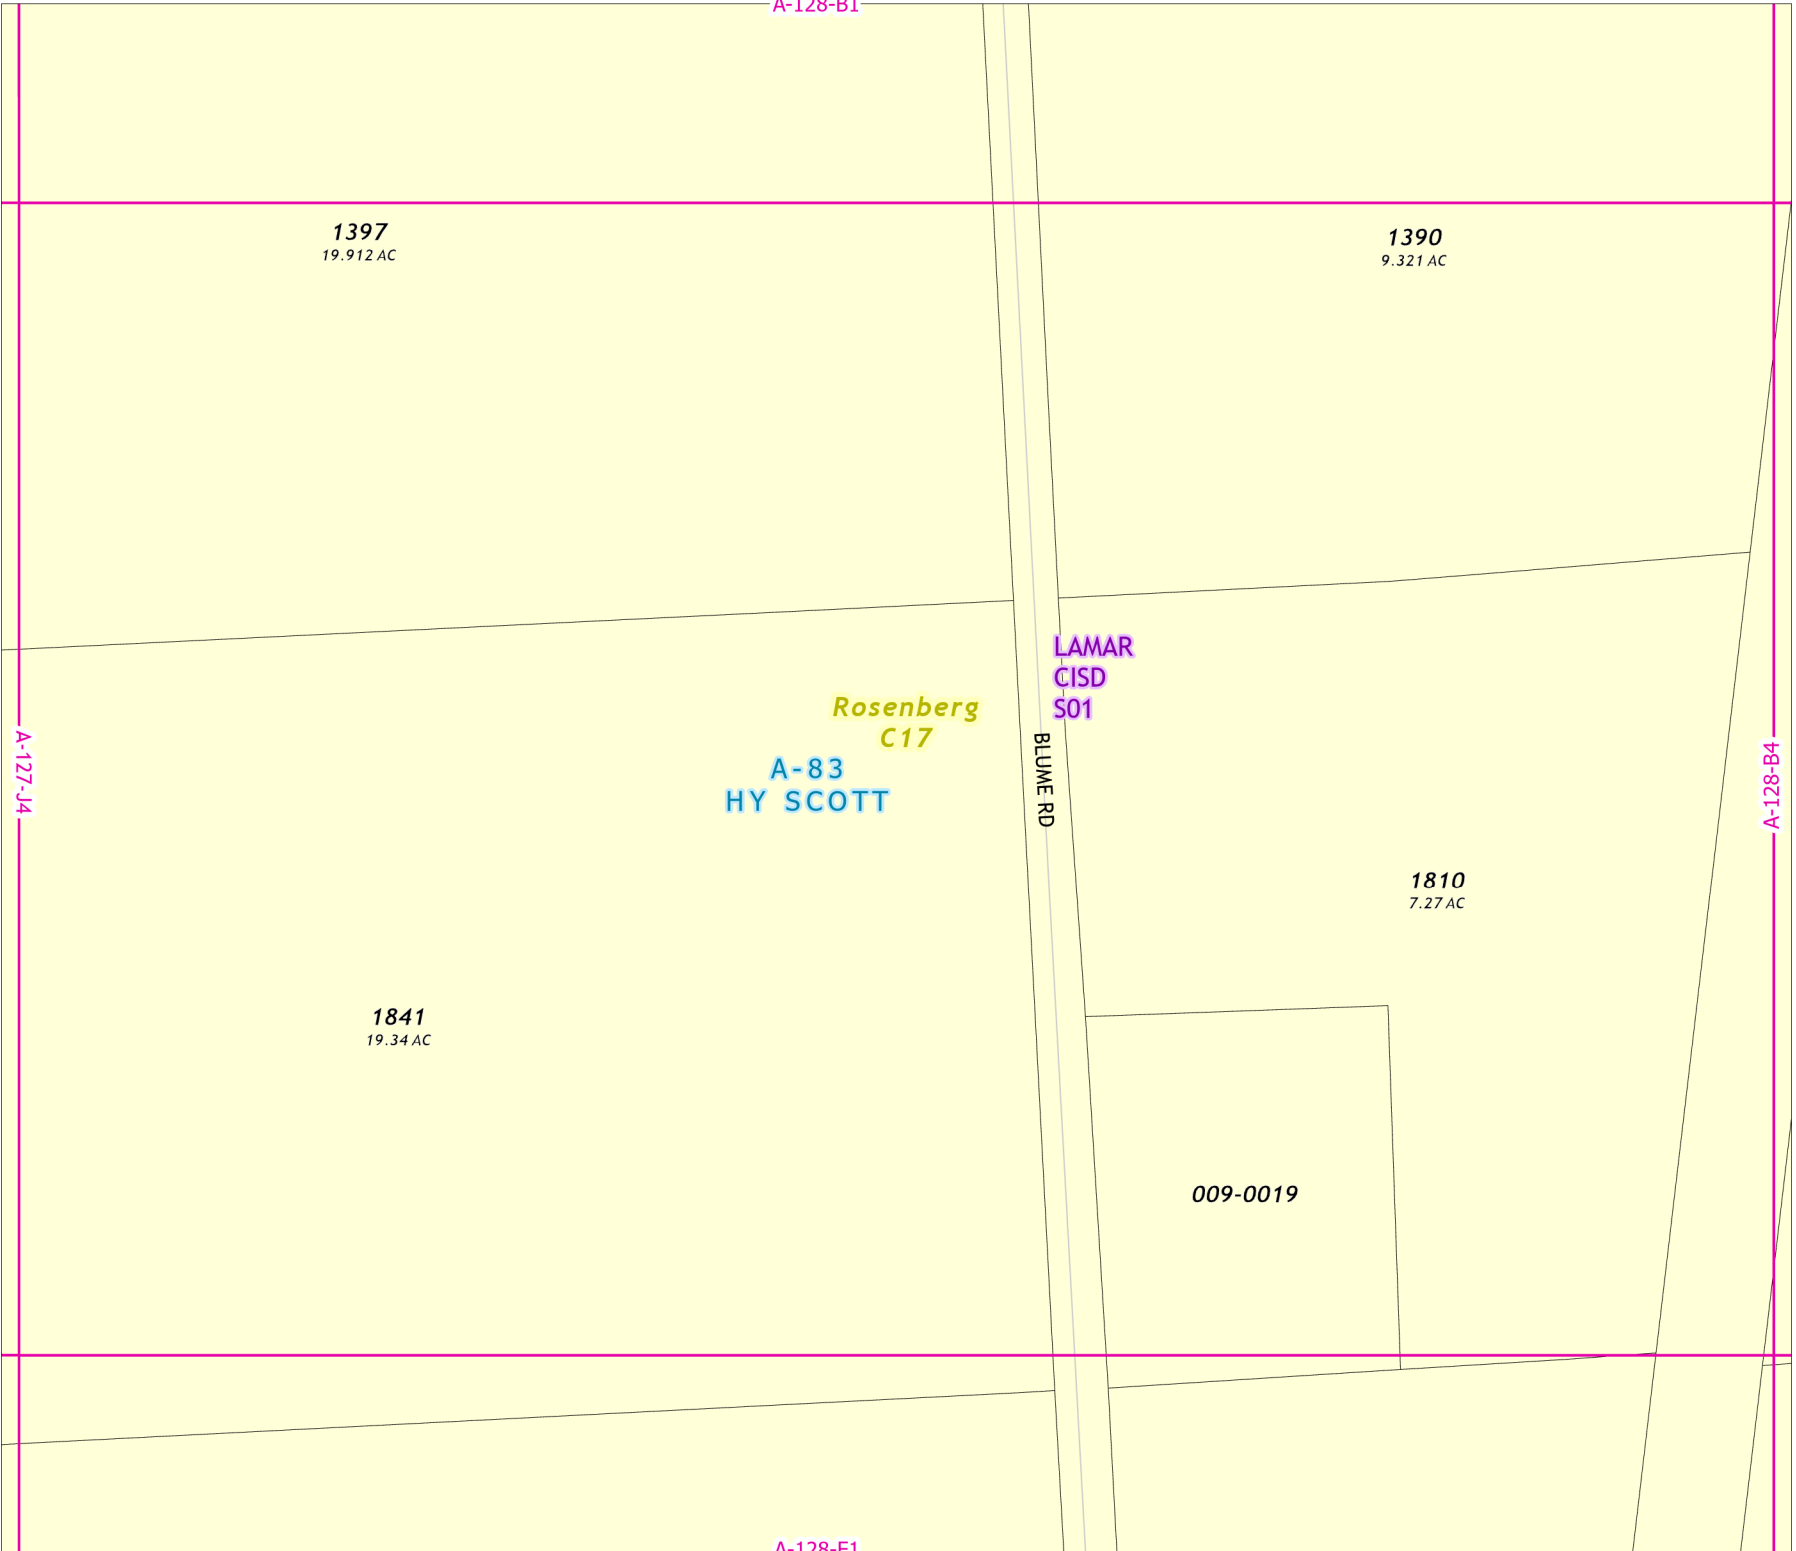 A-128-B1
1397
19.912 AC
1390
9.321 AC
LAMAR
CISD
S01
Rosenberg
C17
A-83
HY SCOTT
BLUME RD
A-127-J4
A-128-B4
1810
7.27 AC
1841
19.34 AC
009-0019
A-128-F1